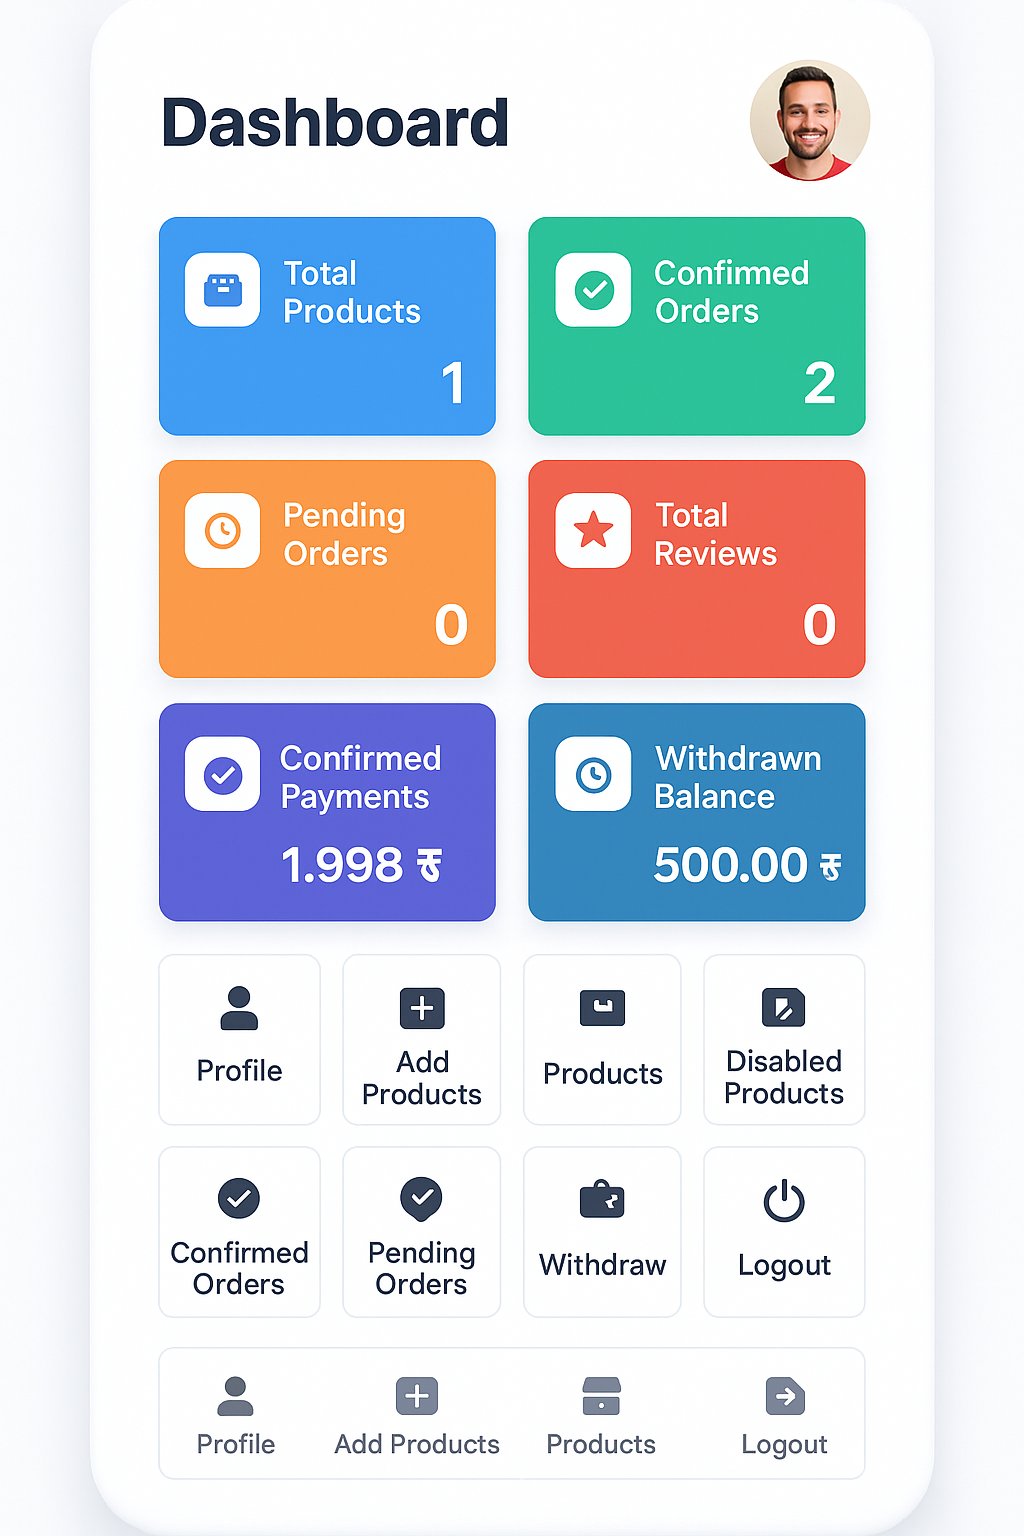 Dashboard
Total
Products
1
Confirmed
Orders
2
Pending
Orders
0
Total
Reviews
0
Confirmed
Payments
1.998
Withdrawn
Balance
500.00
Profile
Add
Products
Products
Disabled
Products
Confirmed
Orders
Pending
Orders
Withdraw
Logout
Profile
Add Products
Products
Logout